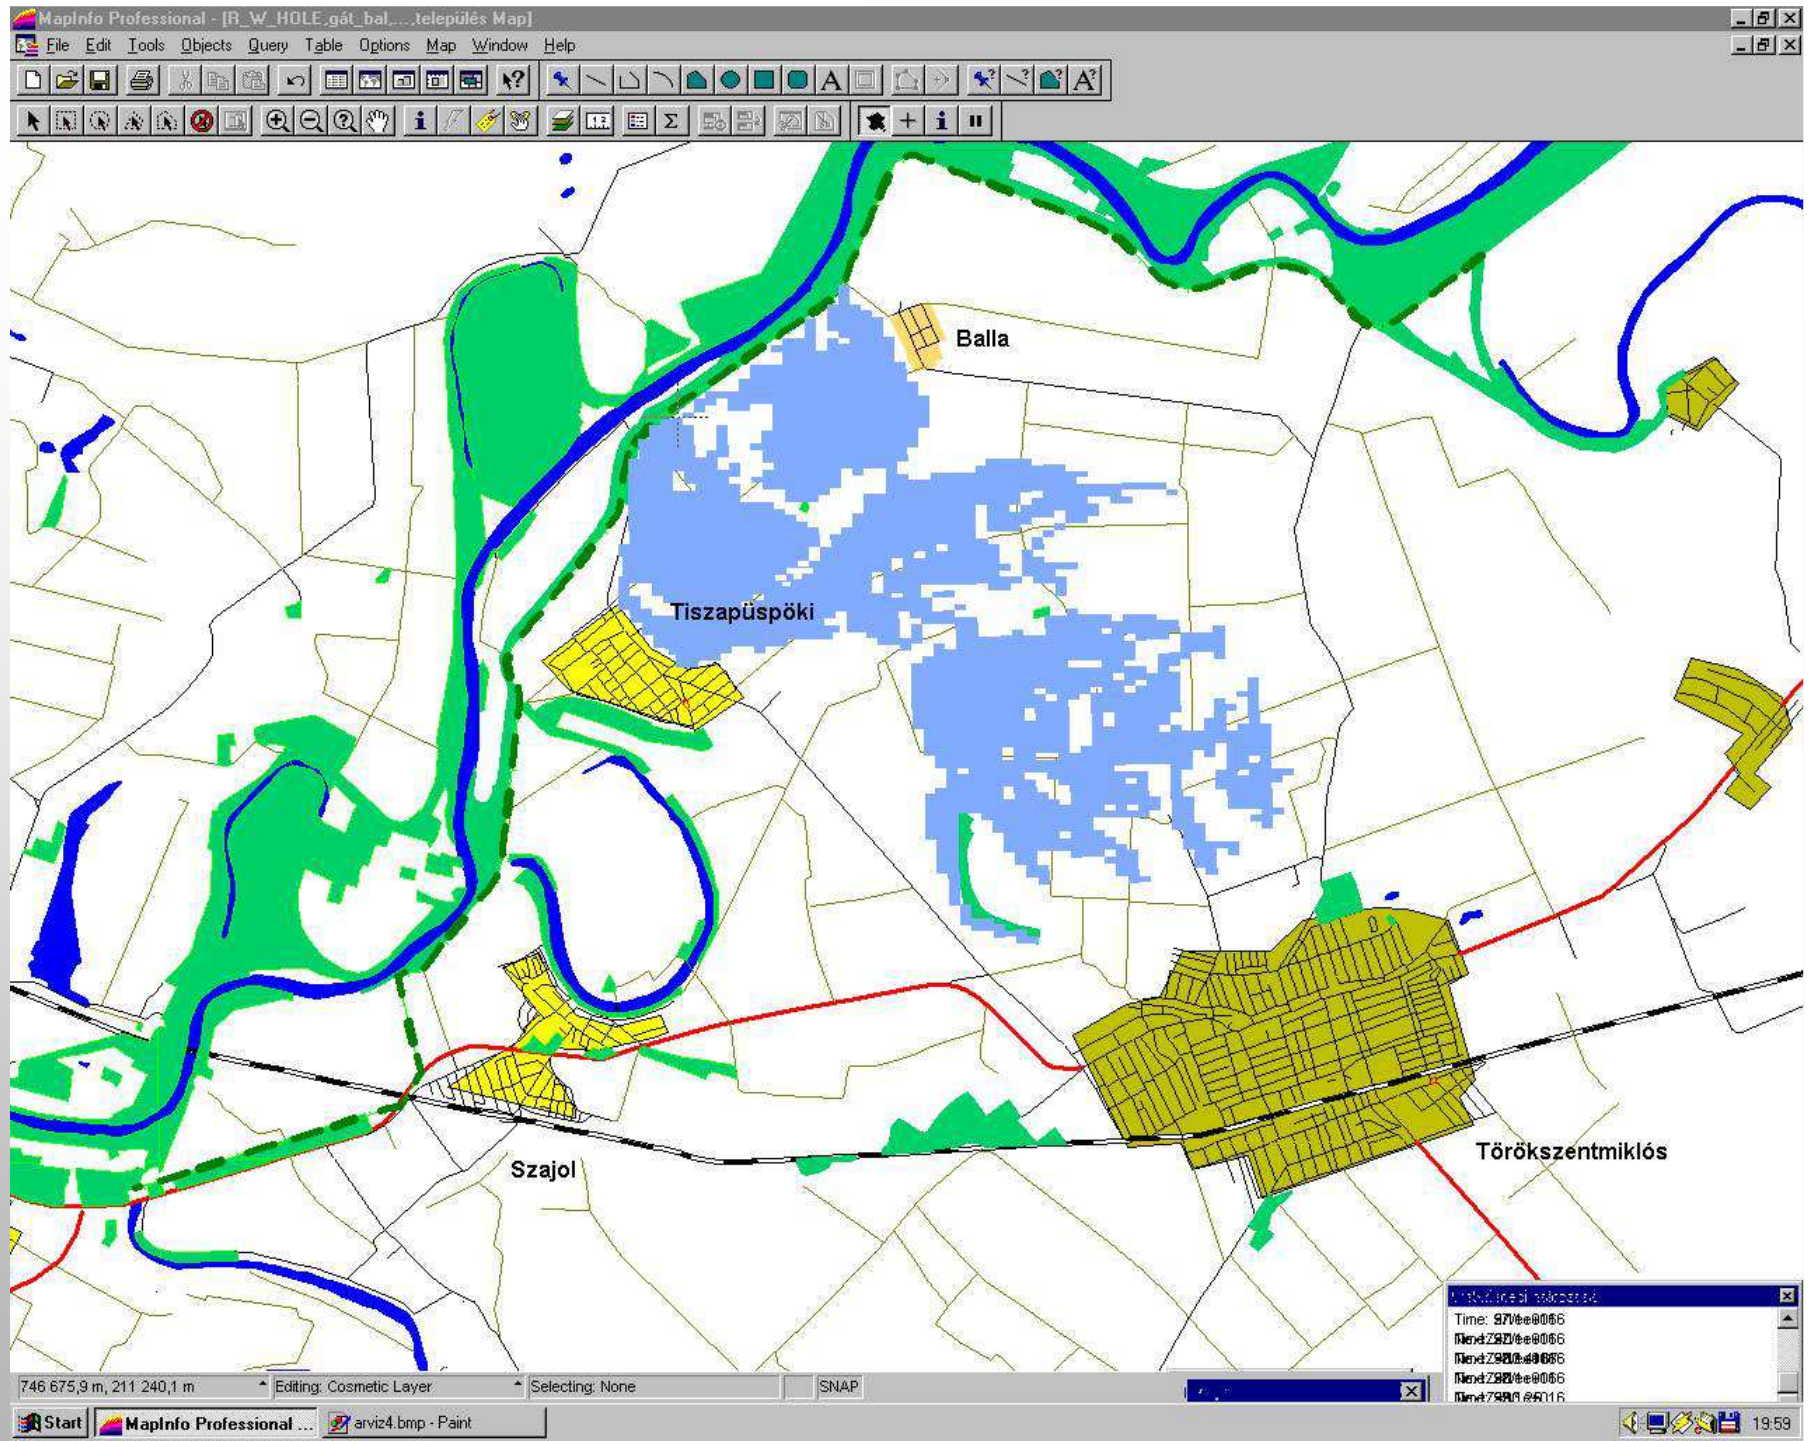 MapInfo Professional - [R_W_HOLE,gát_bal,...,település Map]
File Edit Tools Objects Query Table Options Map Window Help
Balla
Tiszapüspöki
Szajol
Törökszentmiklós
Time:
746 675,9 m, 211 240,1 m Editing: Cosmetic Layer Selecting: None SNAP
Start MapInfo Professional ... arviz4.bmp - Paint 19:59